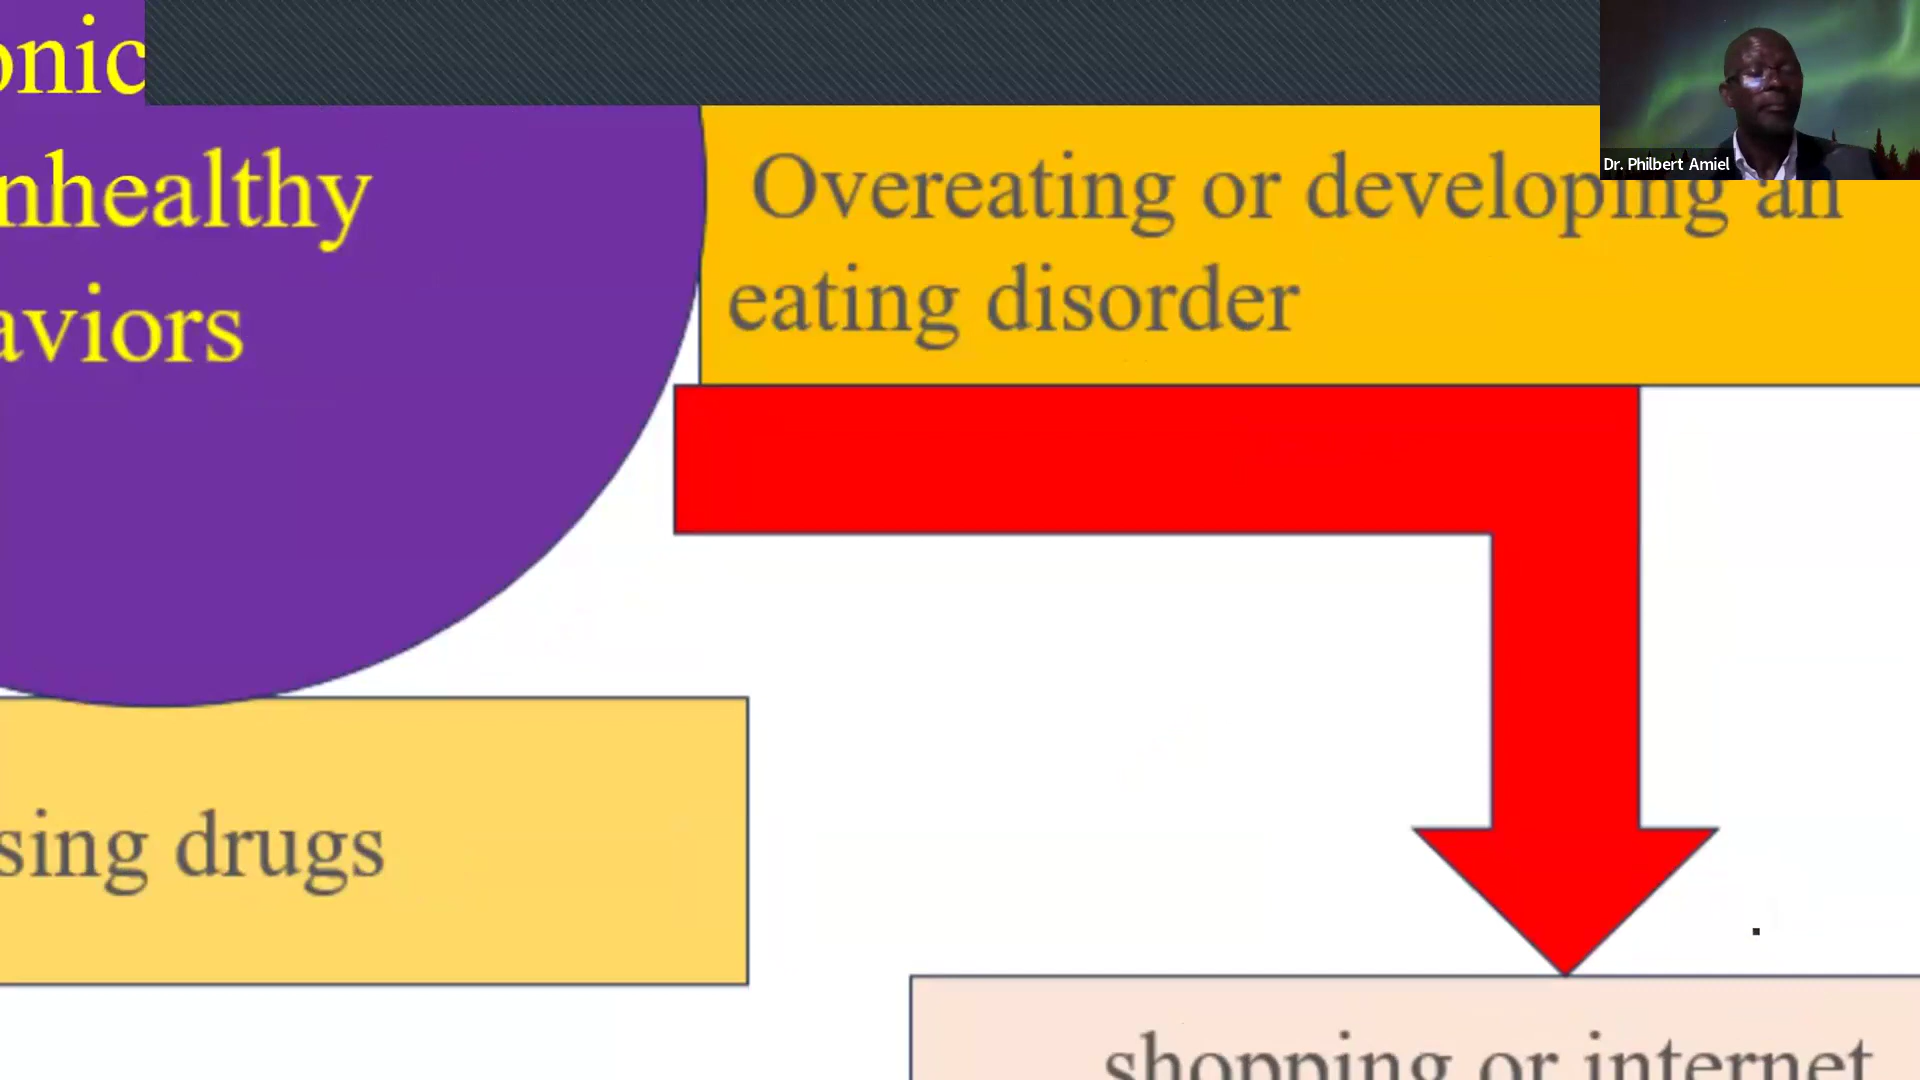 onic
nhealthy
aviors
Overeating or developing an
eating disorder
Dr. Philbert Amiel
sing drugs
shopping or internet